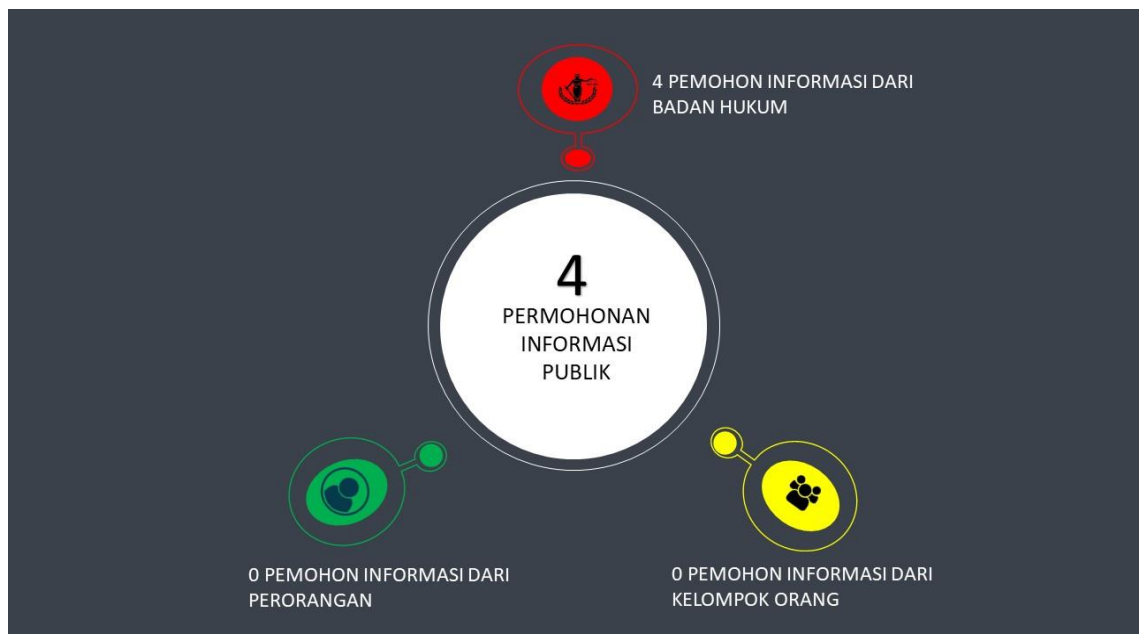 4 PEMOHON INFORMASI DARI
BADAN HUKUM
4
PERMOHONAN
INFORMASI
PUBLIK
0 PEMOHON INFORMASI DARI
PERORANGAN
0 PEMOHON INFORMASI DARI
KELOMPOK ORANG